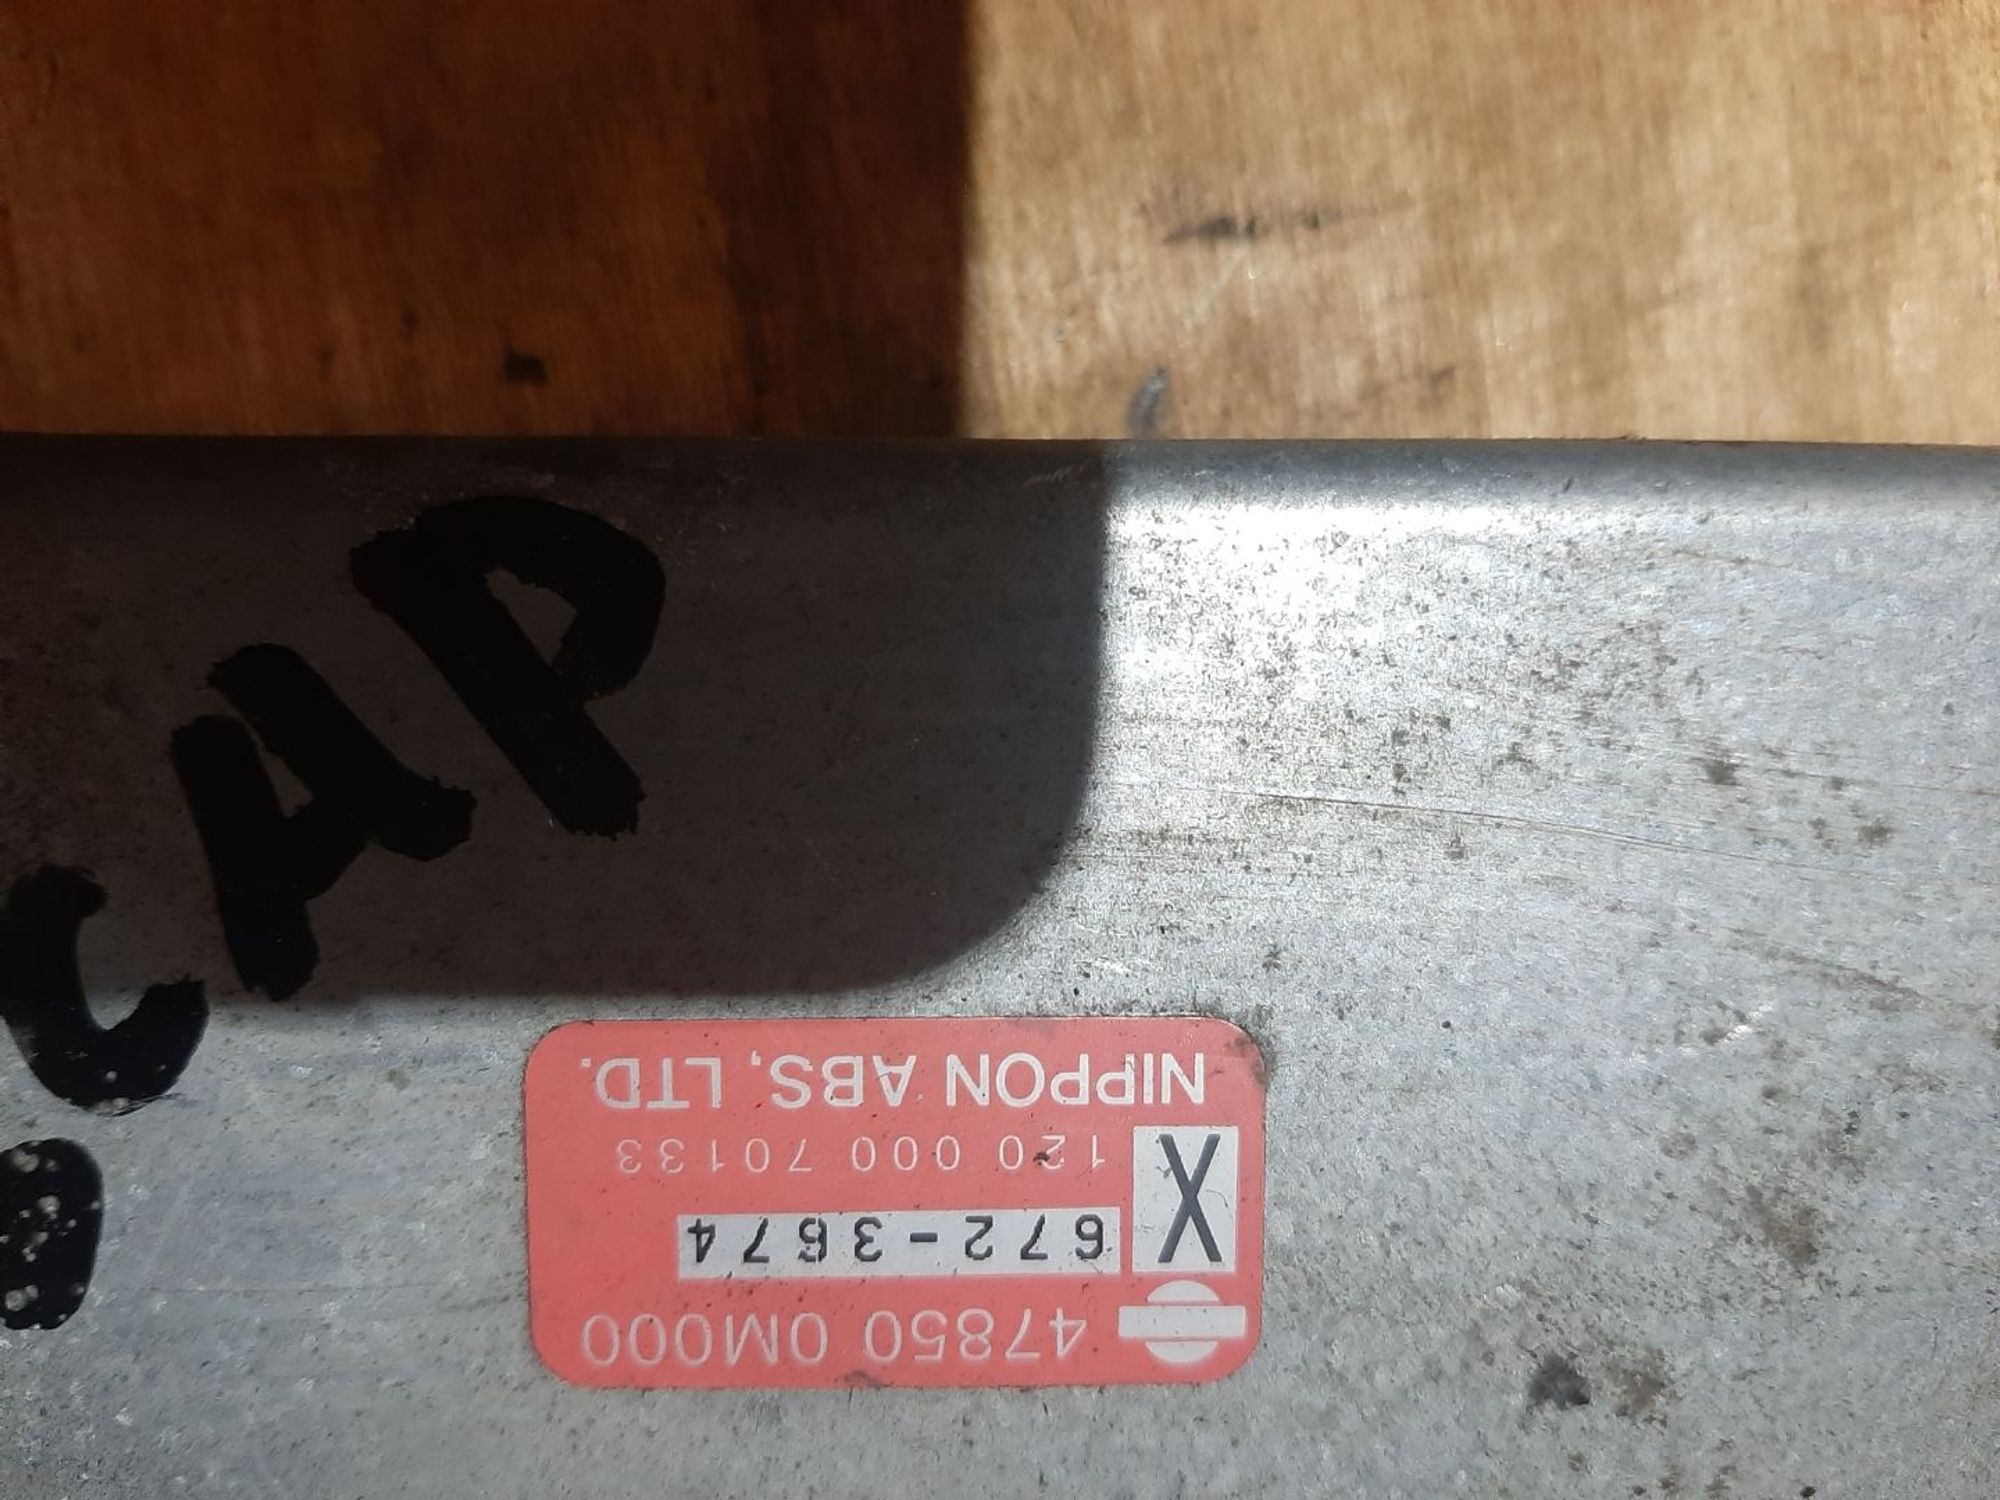 CAP
47850 0M000
X 672-3674
120 000 70133
NIPPON ABS, LTD.